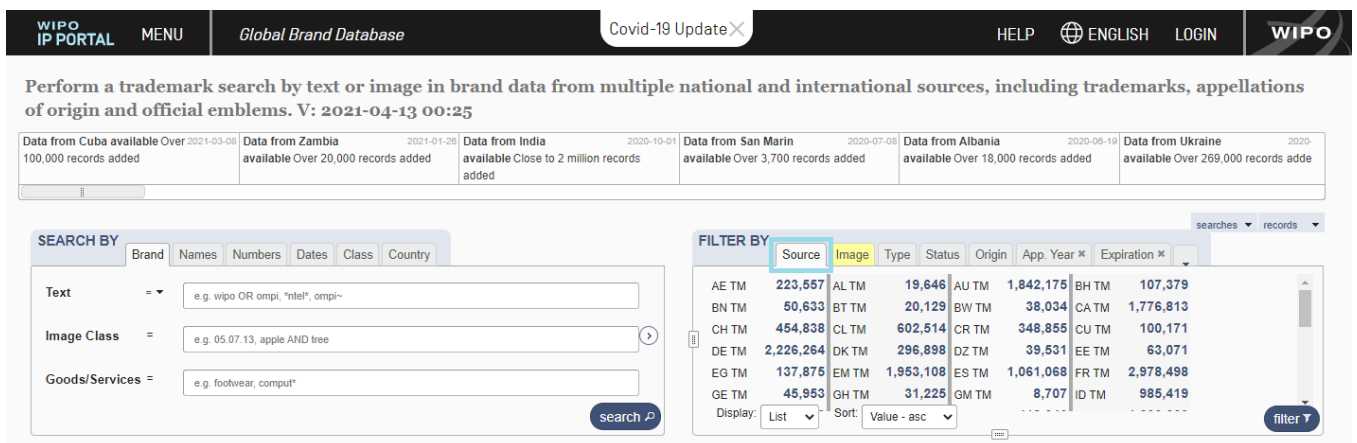 WIPO
IP PORTAL MENU Global Brand Database Covid-19 Update HELP ENGLISH LOGIN WIPO
Perform a trademark search by text or image in brand data from multiple national and international sources, including trademarks, appellations
of origin and official emblems. V: 2021-04-13 00:25
Data from Cuba available Over 2021-03-08 Data from Zambia 2021-01-26 Data from India 2020-10-01 Data from San Marin 2020-07-08 Data from Albania 2020-06-19 Data from Ukraine 2020-
100,000 records added available Over 20,000 records added available Close to 2 million records available Over 3,700 records added available Over 18,000 records added available Over 269,000 records adde
added
searches records
SEARCH BY FILTER BY
Brand Names Numbers Dates Class Country Source Image Type Status Origin App. Year Expiration
Text = e.g. wipo OR ompi, *ntel*, ompi~
Image Class = e.g. 05.07.13, apple AND tree
Goods/Services = e.g. footwear, comput*
search
AE TM 223,557 AL TM 19,646 AU TM 1,842,175 BH TM 107,379
BN TM 50,633 BT TM 20,129 BW TM 38,034 CA TM 1,776,813
CH TM 454,838 CL TM 602,514 CR TM 348,855 CU TM 100,171
DE TM 2,226,264 DK TM 296,898 DZ TM 39,531 EE TM 63,071
EG TM 137,875 EM TM 1,953,108 ES TM 1,061,068 FR TM 2,978,498
GE TM 45,953 GH TM 31,225 GM TM 8,707 ID TM 985,419
Display: List Sort: Value - asc filter